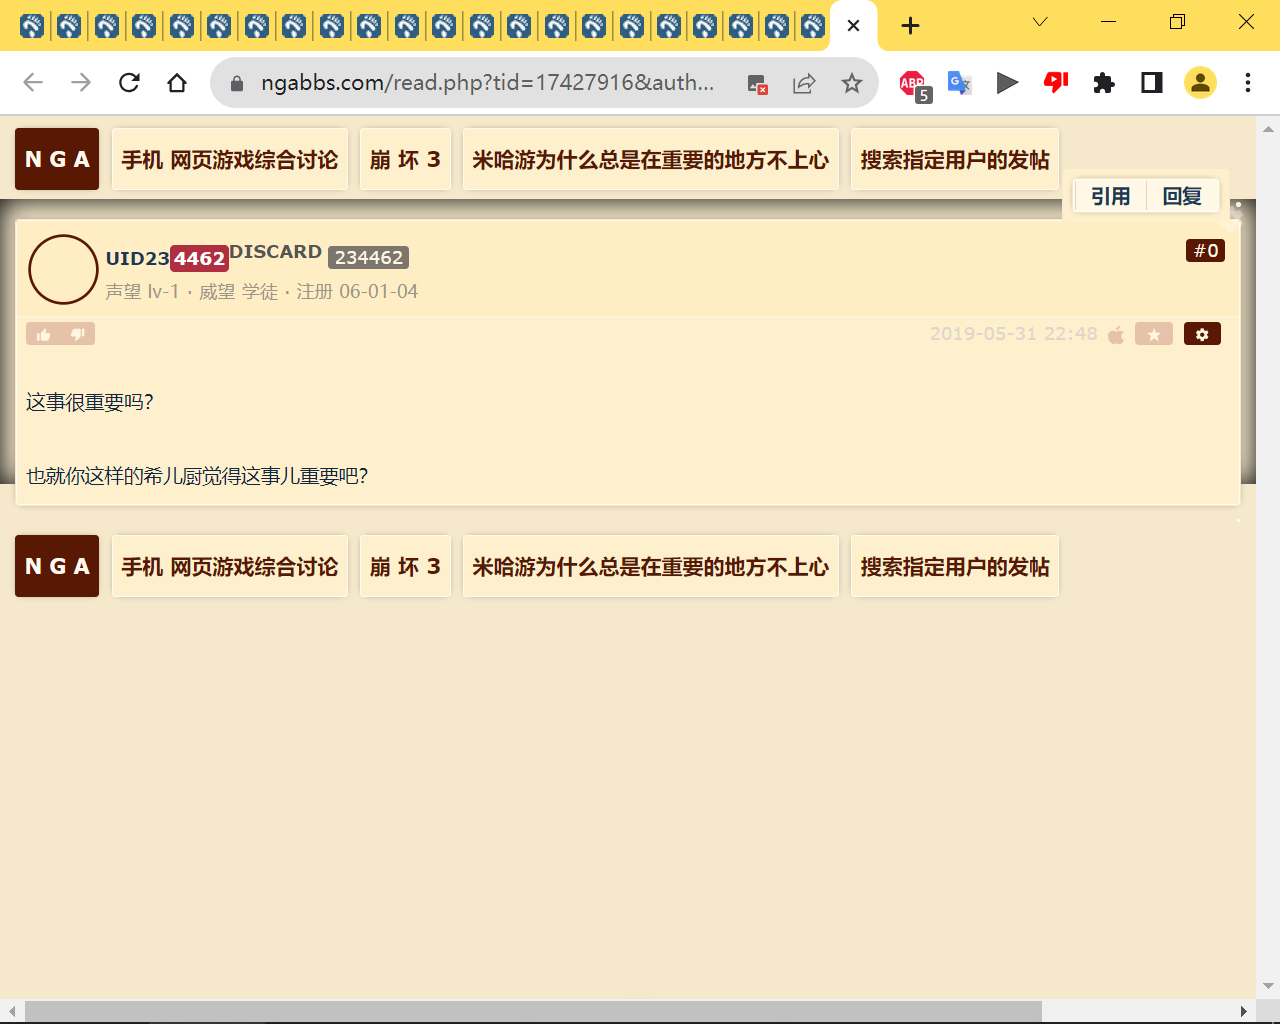 ngabbs.com/read.php?tid=17427916&auth...
ABP
5
G
NGA 手机 网页游戏综合讨论 崩坏3 米哈游为什么总是在重要的地方不上心 搜索指定用户的发帖
引用 回复
UID234462 DISCARD 234462 #0
声望 lv-1 · 威望 学徒 · 注册 06-01-04
2019-05-31 22:48
这事很重要吗?
也就你这样的希儿厨觉得这事儿重要吧?
NGA 手机 网页游戏综合讨论 崩坏3 米哈游为什么总是在重要的地方不上心 搜索指定用户的发帖